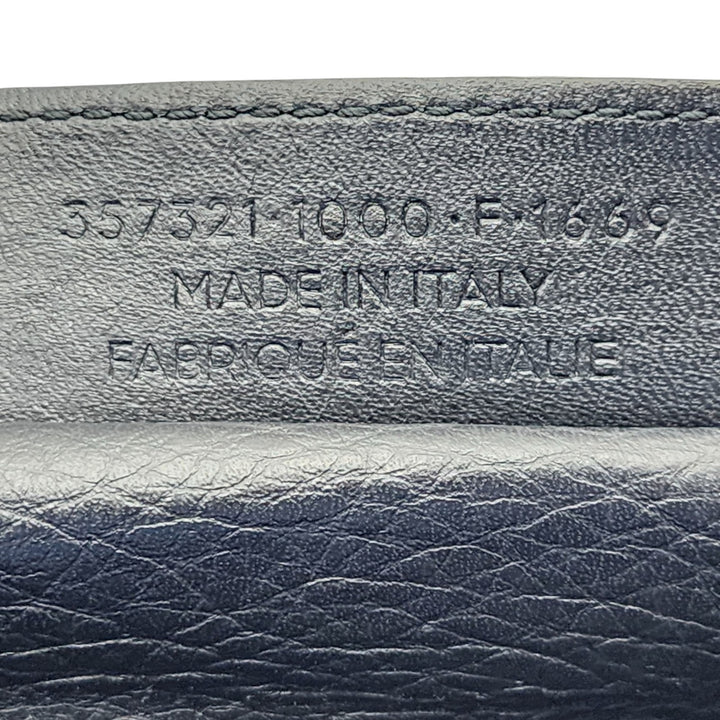 357321·1000·F·1669
MADE IN ITALY
FABRIQUÉ EN ITALIE